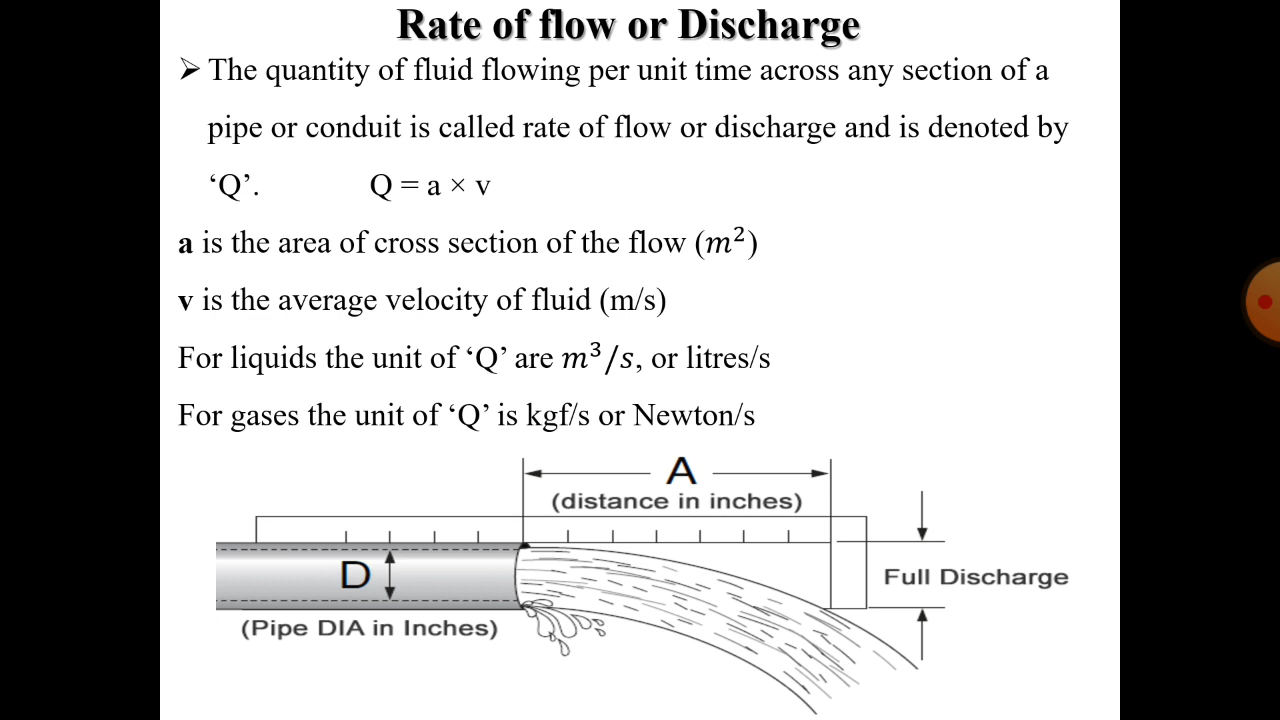 Rate of flow or Discharge
➢ The quantity of fluid flowing per unit time across any section of a
pipe or conduit is called rate of flow or discharge and is denoted by
‘Q’. Q = a × v
a is the area of cross section of the flow (m²)
v is the average velocity of fluid (m/s)
For liquids the unit of ‘Q’ are m³/s, or litres/s
For gases the unit of ‘Q’ is kgf/s or Newton/s
A
(distance in inches)
D
Full Discharge
(Pipe DIA in Inches)